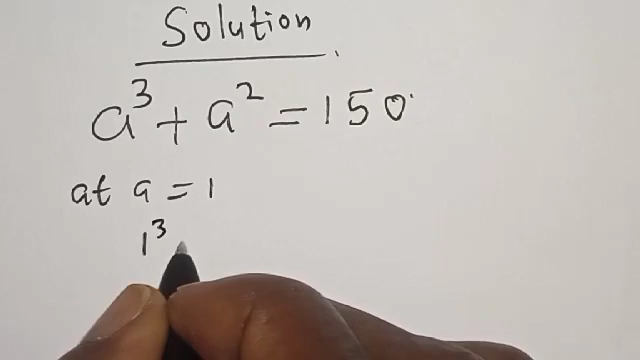 Solution
a³ + a² = 150
at a = 1
1³